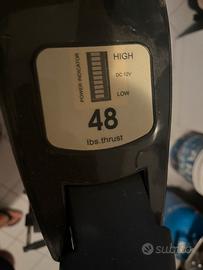 POWER INDICATOR
HIGH
DC 12V
LOW
48
lbs.thrust
subito